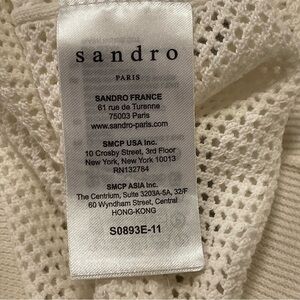 sandro
PARIS
SANDRO FRANCE
61 rue de Turenne
75003 Paris
www.sandro-paris.com
SMCP USA Inc.
10 Crosby Street, 3rd Floor
New York, New York 10013
RN132784
SMCP ASIA Inc.
The Centrium, Suite 3203A-5A, 32/F
60 Wyndham Street, Central
HONG-KONG
S0893E-11